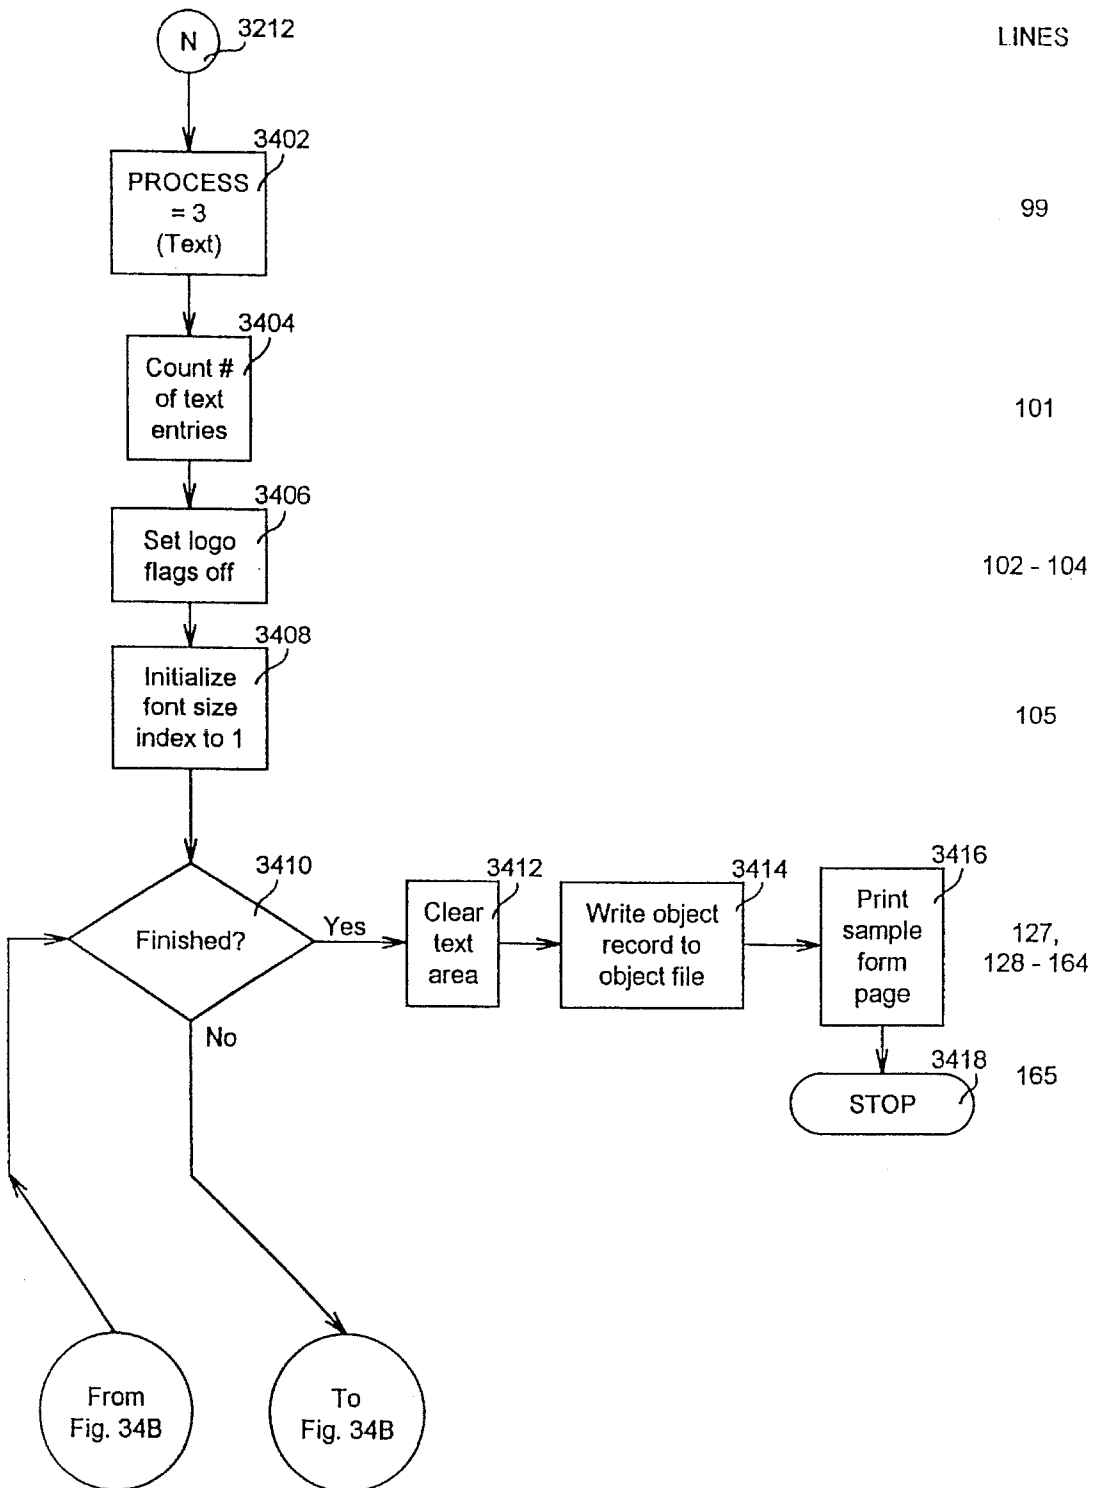 N
3212
LINES
3402
PROCESS
= 3
(Text)
99
3404
Count #
of text
entries
101
3406
Set logo
flags off
102 - 104
3408
Initialize
font size
index to 1
105
3410
Finished?
Yes
No
3412
Clear
text
area
3414
Write object
record to
object file
3416
Print
sample
form
page
127,
128 - 164
3418
STOP
165
From
Fig. 34B
To
Fig. 34B